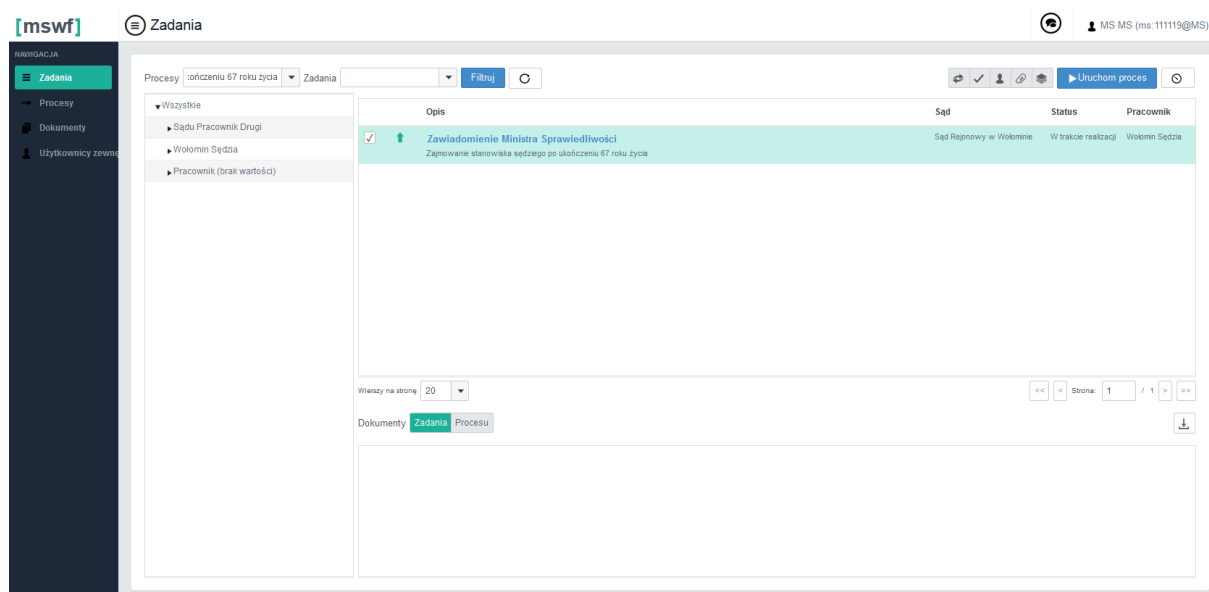 [mswf]
Zadania
MS MS (ms:111119@MS)
NAWIGACJA
Zadania
Procesy
Dokumenty
Użytkownicy zewnę
Procesy :ończeniu 67 roku życia Zadania Filtruj Uruchom proces
Wszystkie
Sądu Pracownik Drugi
Wołomin Sędzia
Pracownik (brak wartości)
Opis Sąd Status Pracownik
Zawiadomienie Ministra Sprawiedliwości Sąd Rejonowy w Wołominie W trakcie realizacji Wołomin Sędzia
Zajmowanie stanowiska sędziego po ukończeniu 67 roku życia
Wierszy na stronę 20 << < Strona: 1 / 1 > >>
Dokumenty Zadania Procesu